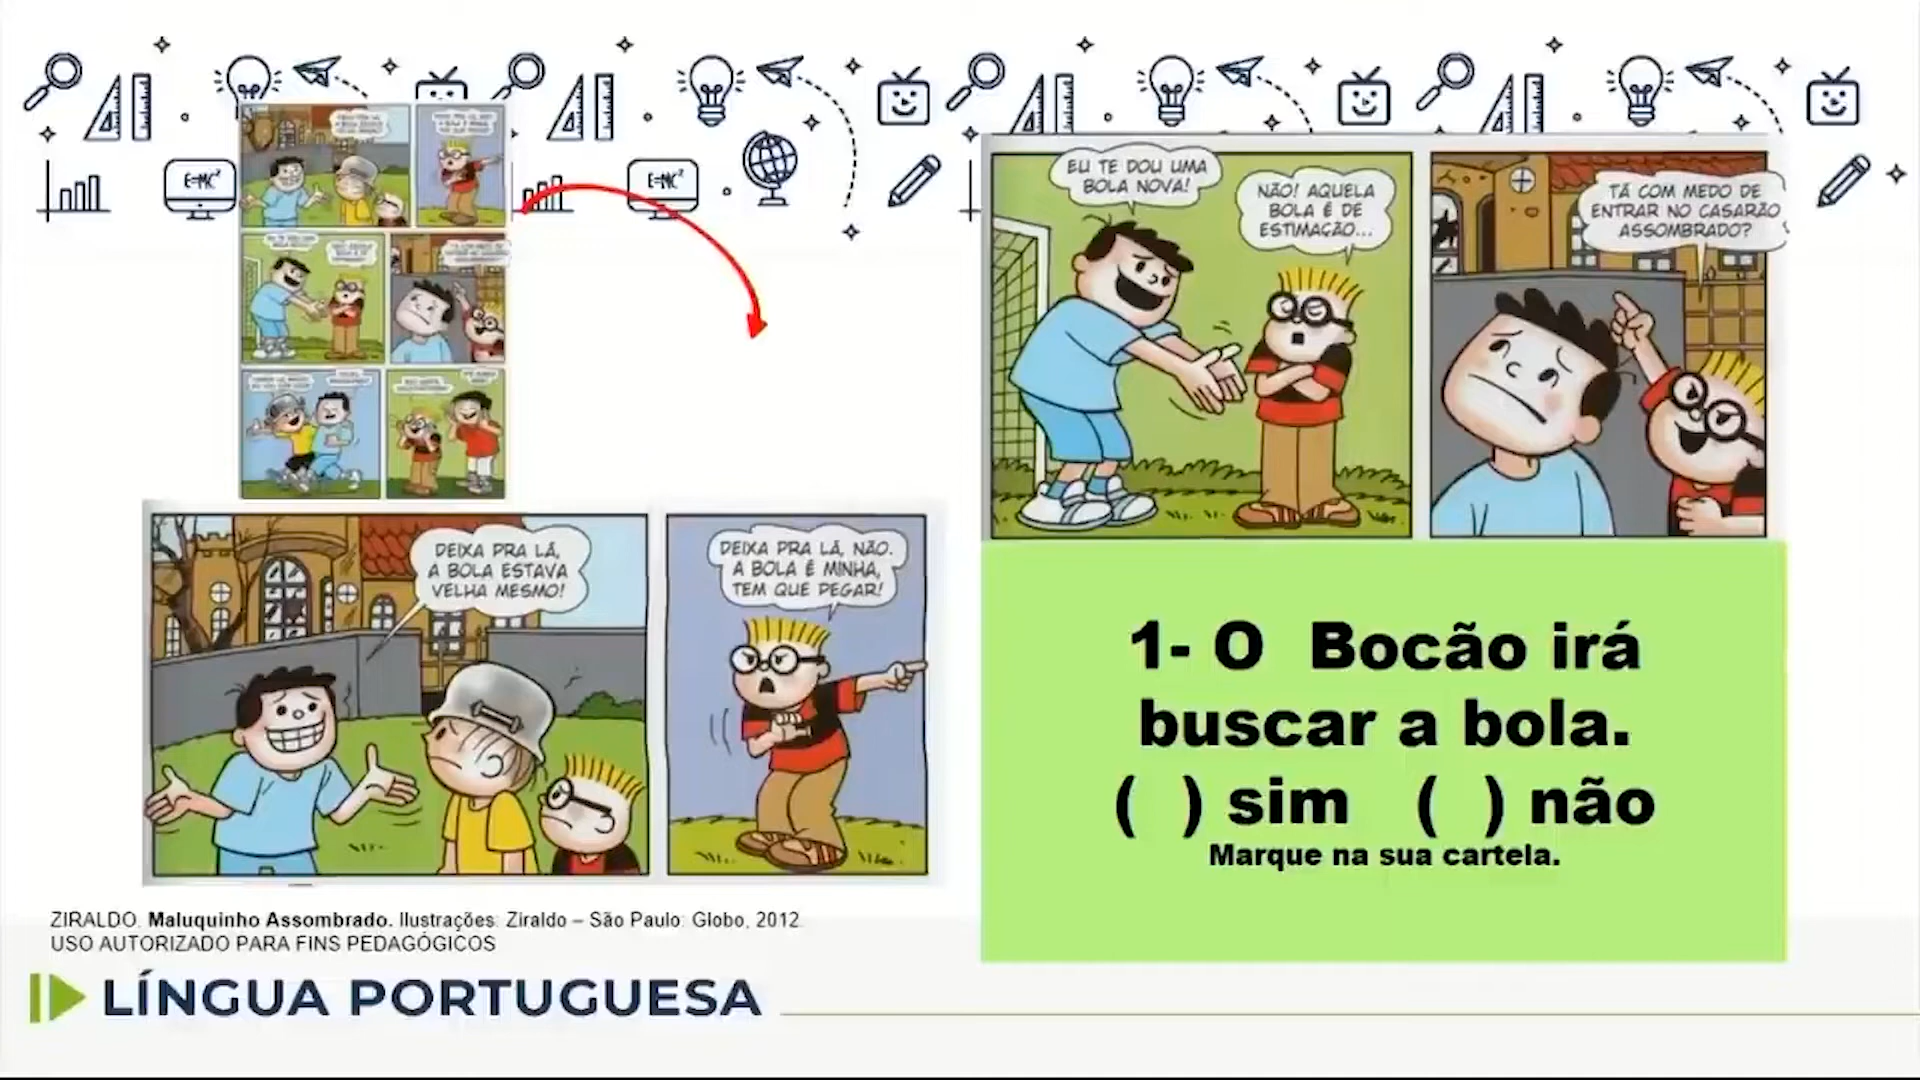 E=MC²
E=MC²
DEIXA PRA LÁ,
A BOLA ESTAVA
VELHA MESMO!
DEIXA PRA LÁ, NÃO.
A BOLA É MINHA,
TEM QUE PEGAR!
EU TE DOU UMA
BOLA NOVA!
NÃO! AQUELA
BOLA É DE
ESTIMAÇÃO...
TÁ COM MEDO DE
ENTRAR NO CASARÃO
ASSOMBRADO?
1- O Bocão irá
buscar a bola.
( ) sim ( ) não
Marque na sua cartela.
ZIRALDO. Maluquinho Assombrado. Ilustrações: Ziraldo – São Paulo: Globo, 2012.
USO AUTORIZADO PARA FINS PEDAGÓGICOS
LÍNGUA PORTUGUESA